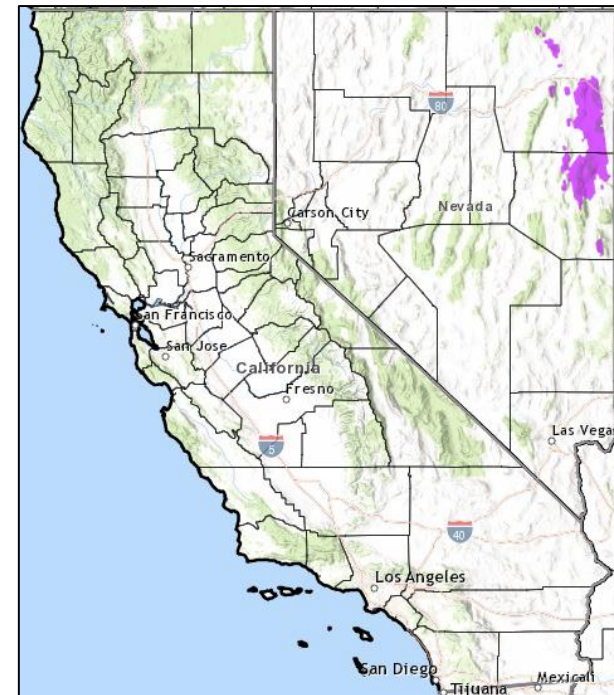 80
Nevada
Carson City
Sacramento
San Francisco
San Jose
California
Fresno
5
Las Vegas
40
Los Angeles
San Diego
Tijuana
Mexicali